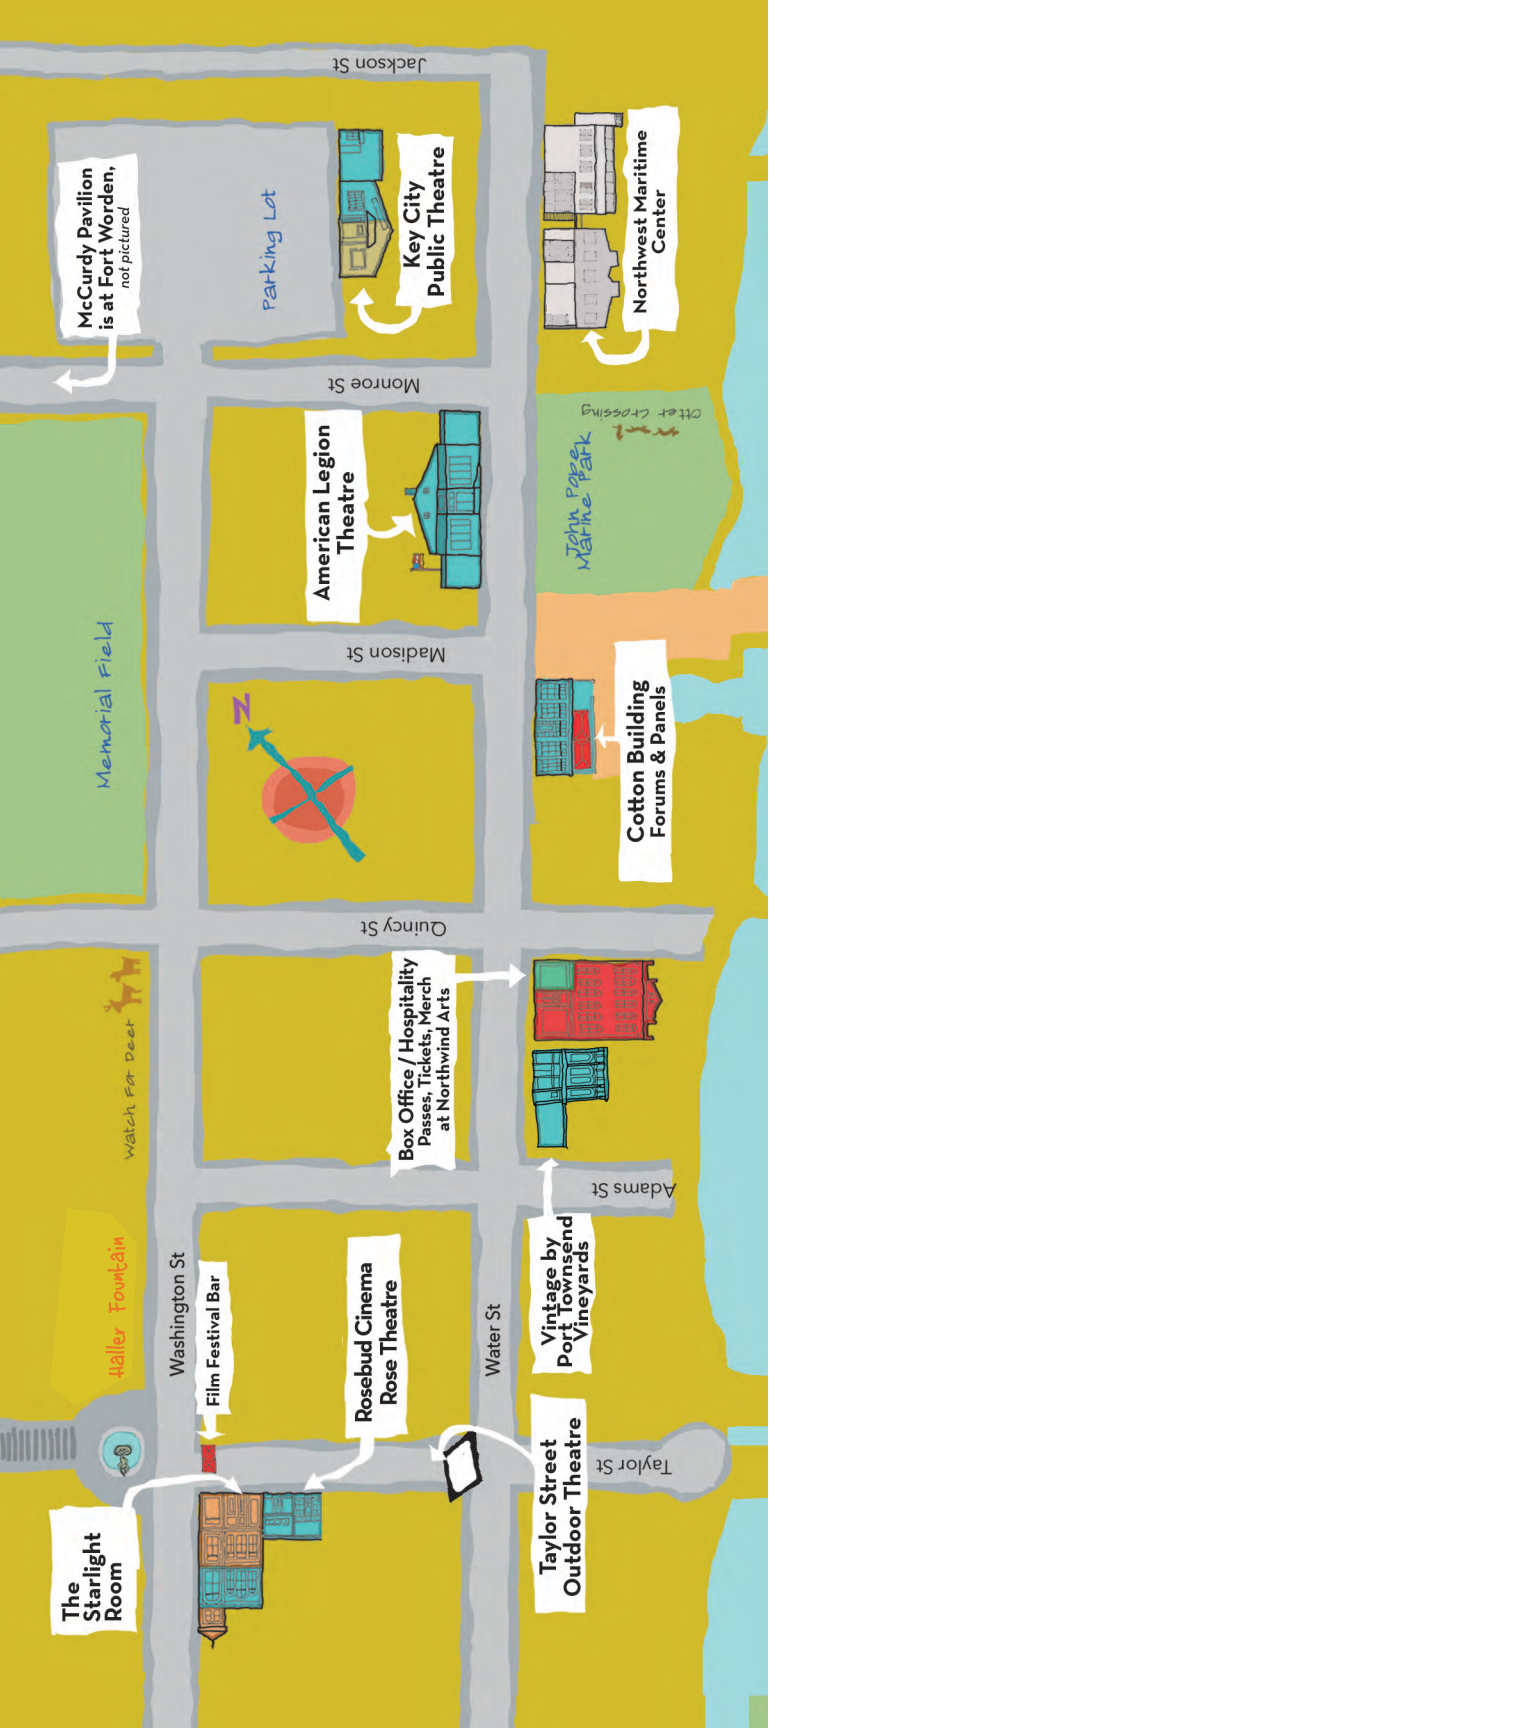 The
Starlight
Room
Haller Fountain
Watch For Deer
Memorial Field
McCurdy Pavilion
is at Fort Worden,
not pictured
Washington St
Film Festival Bar
N
Parking Lot
Rosebud Cinema
Rose Theatre
Box Office / Hospitality
Passes, Tickets, Merch
at Northwind Arts
Quincy St
Madison St
American Legion
Theatre
Monroe St
Key City
Public Theatre
Jackson St
Water St
Taylor Street
Outdoor Theatre
Taylor St
Vintage by
Port Townsend
Vineyards
Adams St
Cotton Building
Forums & Panels
John Pope
Marine Park
Otter Crossing
Northwest Maritime
Center